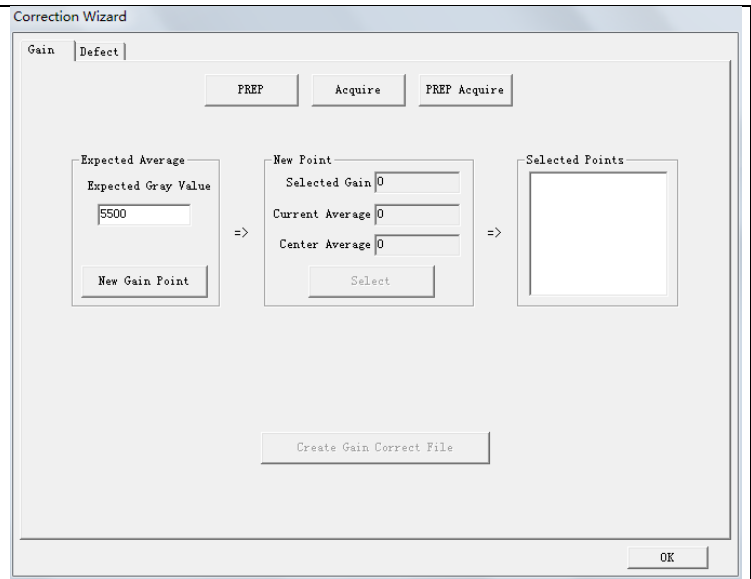 Correction Wizard
Gain Defect
PREP Acquire PREP Acquire
Expected Average New Point Selected Points
Expected Gray Value Selected Gain 0
5500 Current Average 0
=> =>
Center Average 0
New Gain Point Select
Create Gain Correct File
OK